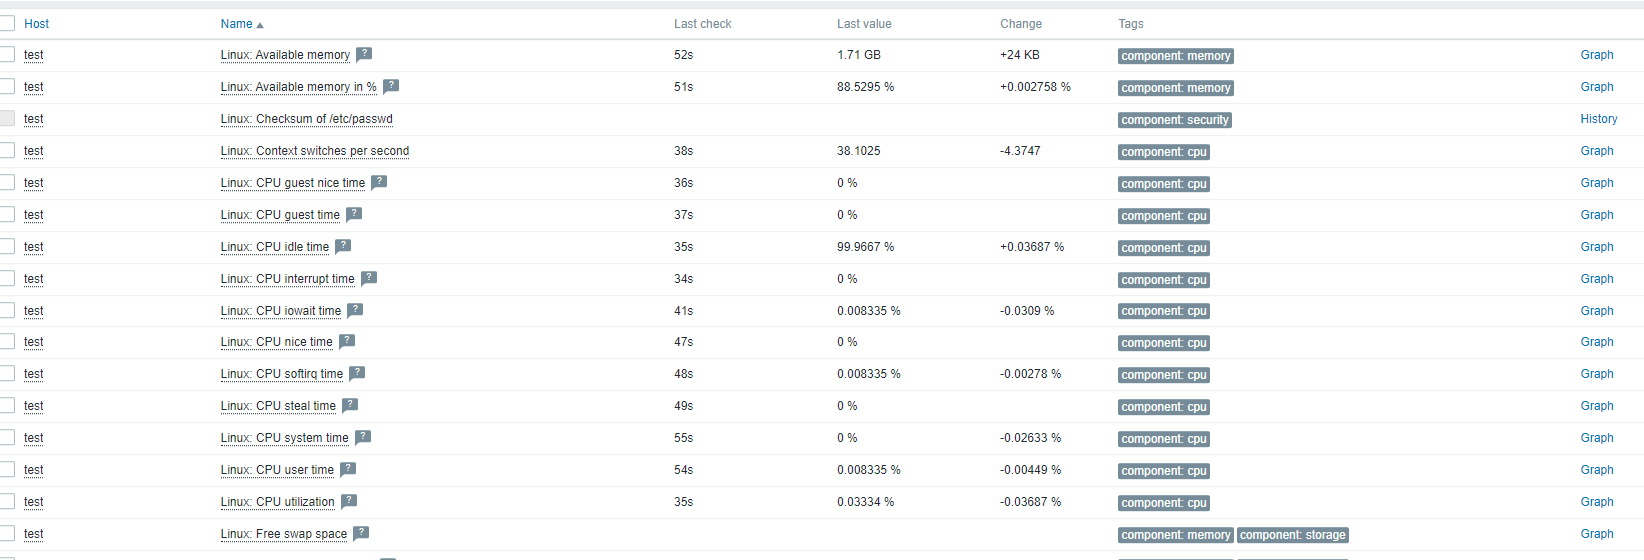 Host Name Last check Last value Change Tags
test Linux: Available memory ? 52s 1.71 GB +24 KB component: memory Graph
test Linux: Available memory in % ? 51s 88.5295 % +0.002758 % component: memory Graph
test Linux: Checksum of /etc/passwd component: security History
test Linux: Context switches per second 38s 38.1025 -4.3747 component: cpu Graph
test Linux: CPU guest nice time ? 36s 0 % component: cpu Graph
test Linux: CPU guest time ? 37s 0 % component: cpu Graph
test Linux: CPU idle time ? 35s 99.9667 % +0.03687 % component: cpu Graph
test Linux: CPU interrupt time ? 34s 0 % component: cpu Graph
test Linux: CPU iowait time ? 41s 0.008335 % -0.0309 % component: cpu Graph
test Linux: CPU nice time ? 47s 0 % component: cpu Graph
test Linux: CPU softirq time ? 48s 0.008335 % -0.00278 % component: cpu Graph
test Linux: CPU steal time ? 49s 0 % component: cpu Graph
test Linux: CPU system time ? 55s 0 % -0.02633 % component: cpu Graph
test Linux: CPU user time ? 54s 0.008335 % -0.00449 % component: cpu Graph
test Linux: CPU utilization ? 35s 0.03334 % -0.03687 % component: cpu Graph
test Linux: Free swap space ? component: memory component: storage Graph